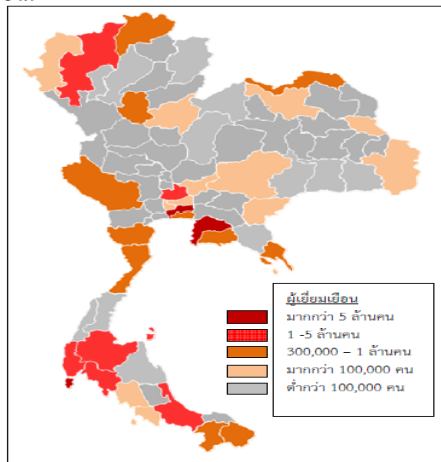 ผู้เยี่ยมเยือน
มากกว่า 5 ล้านคน
1 -5 ล้านคน
300,000 – 1 ล้านคน
มากกว่า 100,000 คน
ต่ำกว่า 100,000 คน